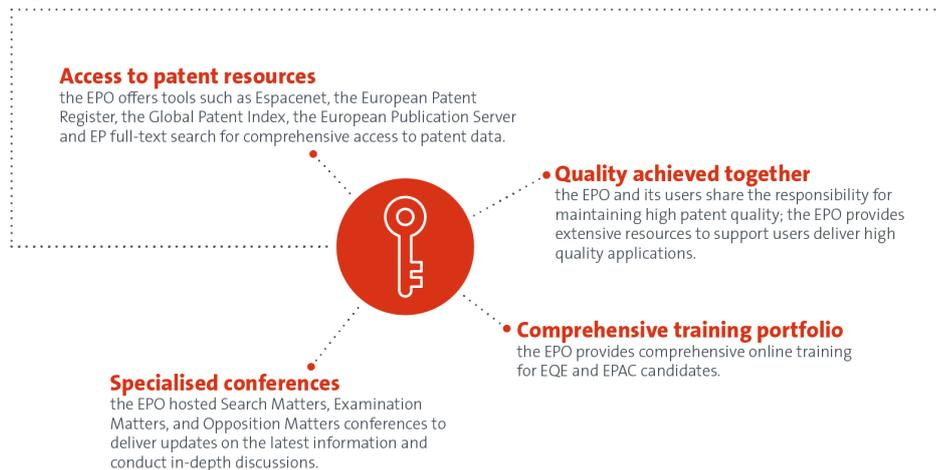 Access to patent resources
the EPO offers tools such as Espacenet, the European Patent
Register, the Global Patent Index, the European Publication Server
and EP full-text search for comprehensive access to patent data.
Quality achieved together
the EPO and its users share the responsibility for
maintaining high patent quality; the EPO provides
extensive resources to support users deliver high
quality applications.
Comprehensive training portfolio
the EPO provides comprehensive online training
for EQE and EPAC candidates.
Specialised conferences
the EPO hosted Search Matters, Examination
Matters, and Opposition Matters conferences to
deliver updates on the latest information and
conduct in-depth discussions.